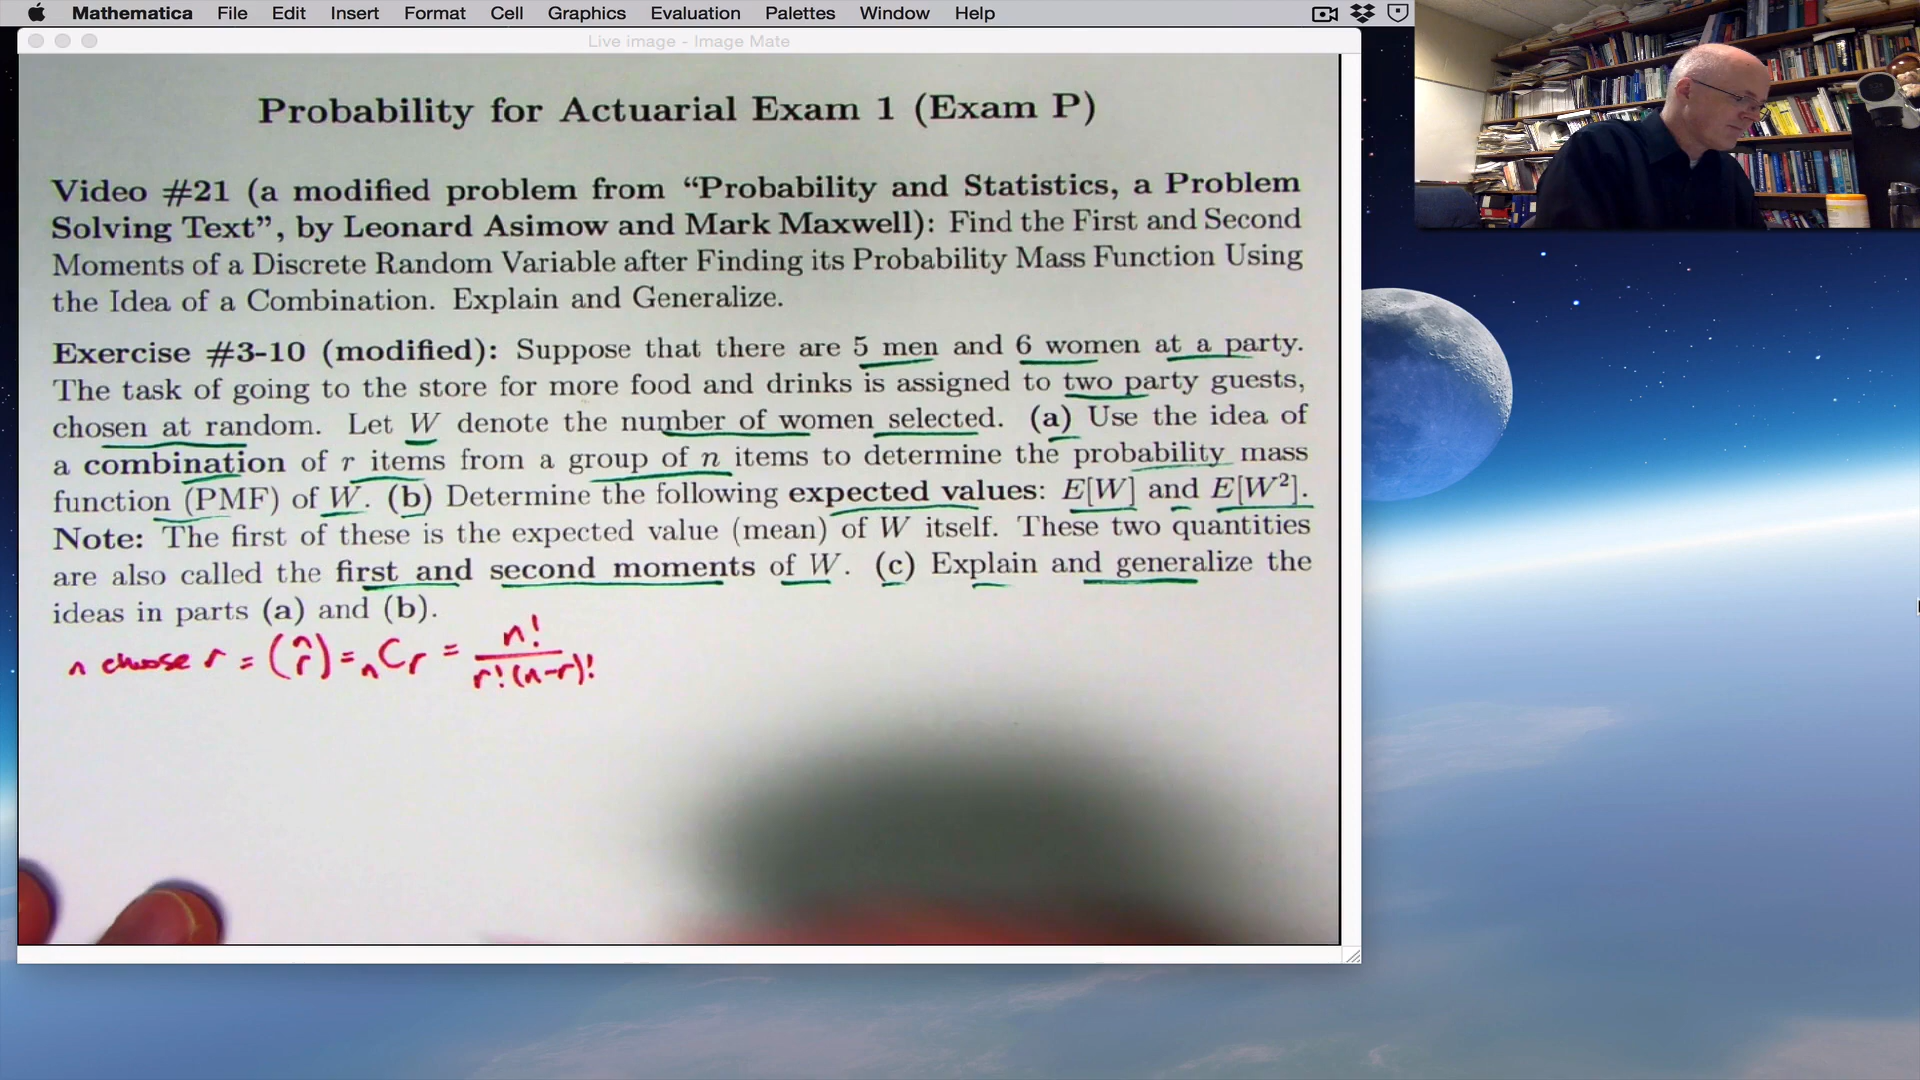 Mathematica File Edit Insert Format Cell Graphics Evaluation Palettes Window Help
Live image - Image Mate
Probability for Actuarial Exam 1 (Exam P)
Video #21 (a modified problem from “Probability and Statistics, a Problem
Solving Text”, by Leonard Asimow and Mark Maxwell): Find the First and Second
Moments of a Discrete Random Variable after Finding its Probability Mass Function Using
the Idea of a Combination. Explain and Generalize.
Exercise #3-10 (modified): Suppose that there are 5 men and 6 women at a party.
The task of going to the store for more food and drinks is assigned to two party guests,
chosen at random. Let W denote the number of women selected. (a) Use the idea of
a combination of r items from a group of n items to determine the probability mass
function (PMF) of W. (b) Determine the following expected values: E[W] and E[W²].
Note: The first of these is the expected value (mean) of W itself. These two quantities
are also called the first and second moments of W. (c) Explain and generalize the
ideas in parts (a) and (b).
n choose r = (n r) = nCr = n! / r!(n-r)!